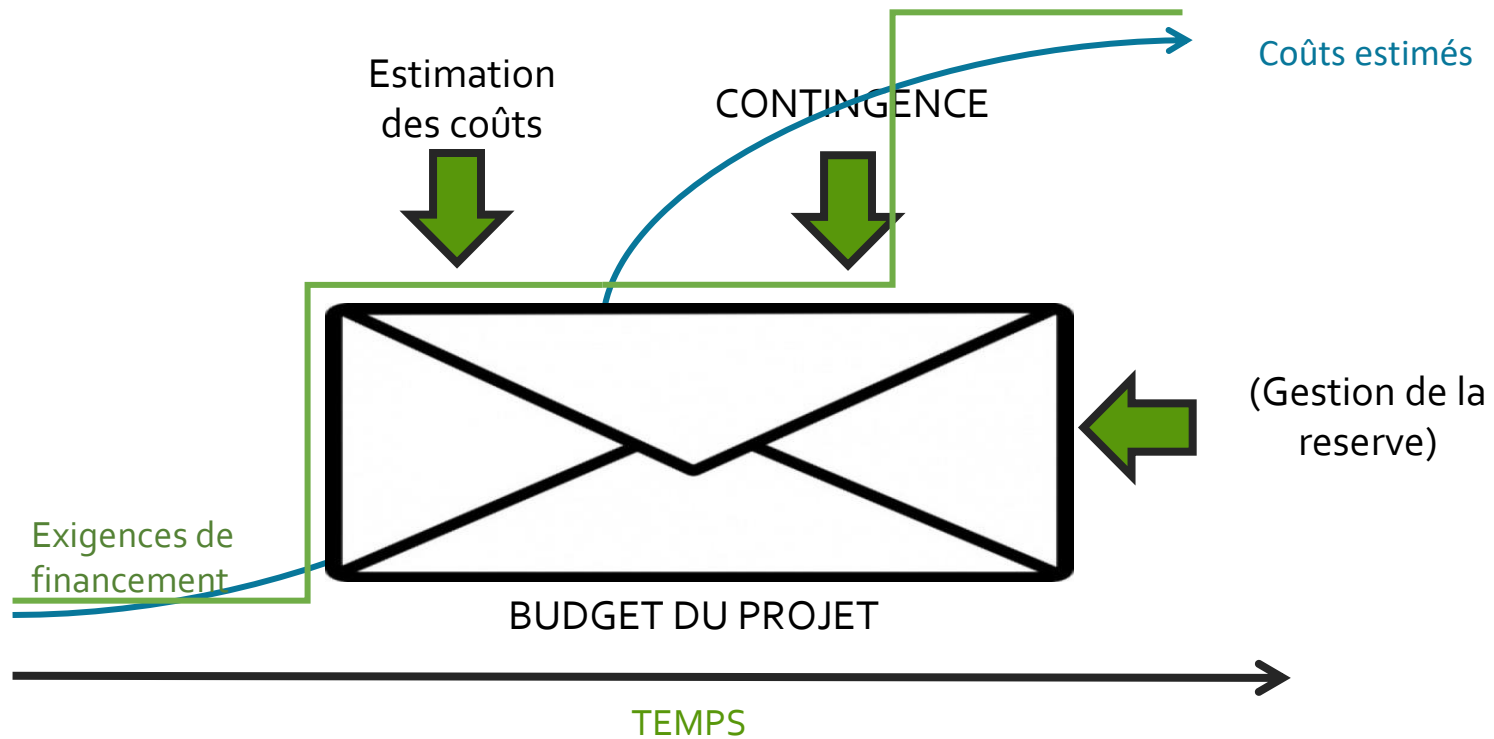 Estimation
des coûts
CONTINGENCE
Coûts estimés
(Gestion de la
reserve)
Exigences de
financement
BUDGET DU PROJET
TEMPS